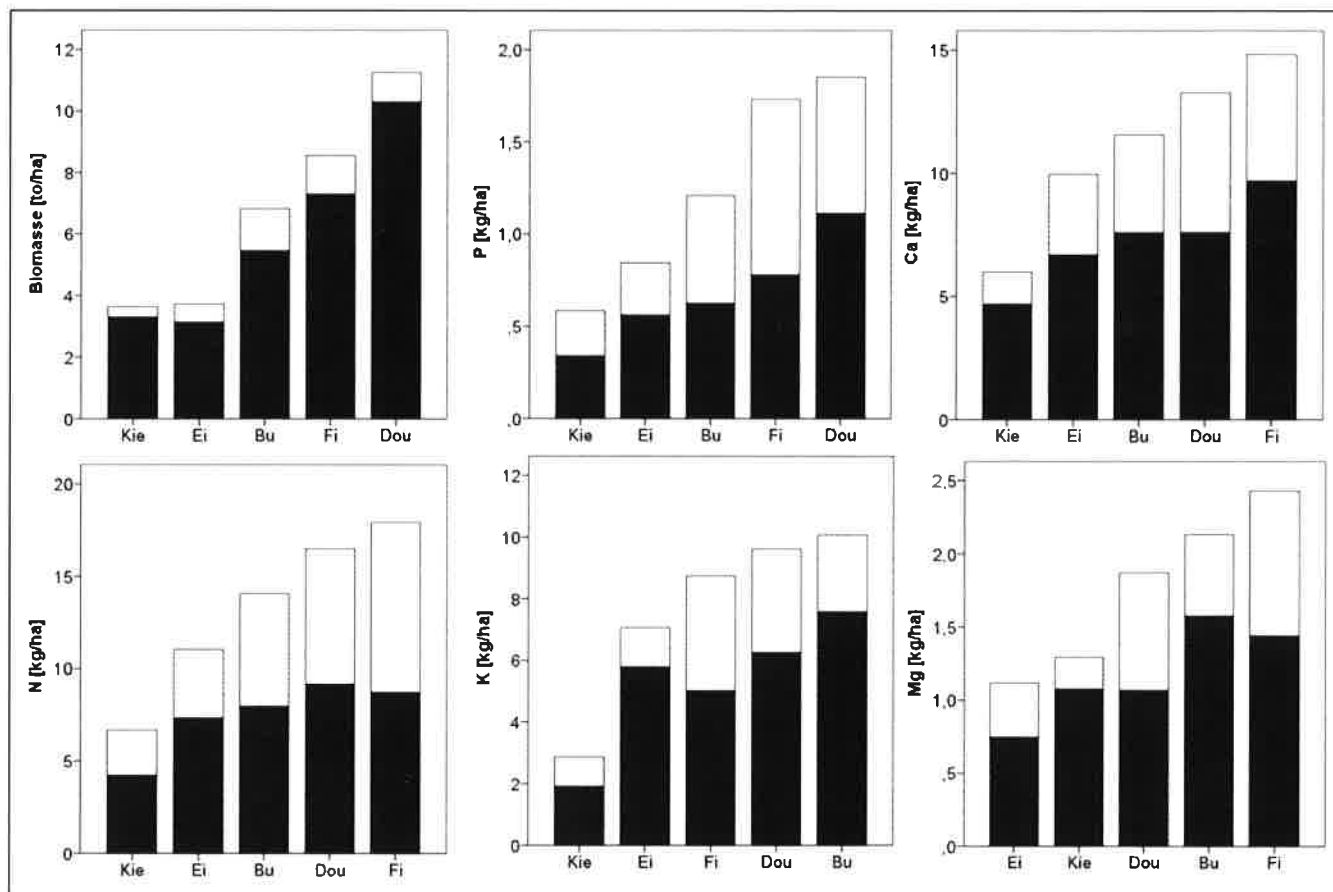 Biomasse [to/ha]
12
10
8
6
4
2
0
Kie Ei Bu Fi Dou
P [kg/ha]
2,0
1,5
1,0
,5
,0
Kie Ei Bu Fi Dou
Ca [kg/ha]
15
10
5
0
Kie Ei Bu Dou Fi
N [kg/ha]
20
15
10
5
0
Kie Ei Bu Dou Fi
K [kg/ha]
12
10
8
6
4
2
0
Kie Ei Fi Dou Bu
Mg [kg/ha]
2,5
2,0
1,5
1,0
,5
,0
Ei Kie Dou Bu Fi